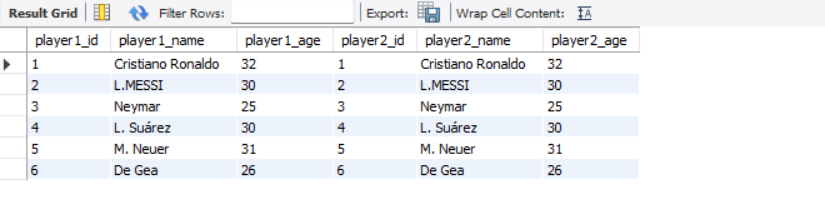 Result Grid Filter Rows: Export: Wrap Cell Content: IA
player1_id player1_name player1_age player2_id player2_name player2_age
1 Cristiano Ronaldo 32 1 Cristiano Ronaldo 32
2 L.MESSI 30 2 L.MESSI 30
3 Neymar 25 3 Neymar 25
4 L. Suárez 30 4 L. Suárez 30
5 M. Neuer 31 5 M. Neuer 31
6 De Gea 26 6 De Gea 26